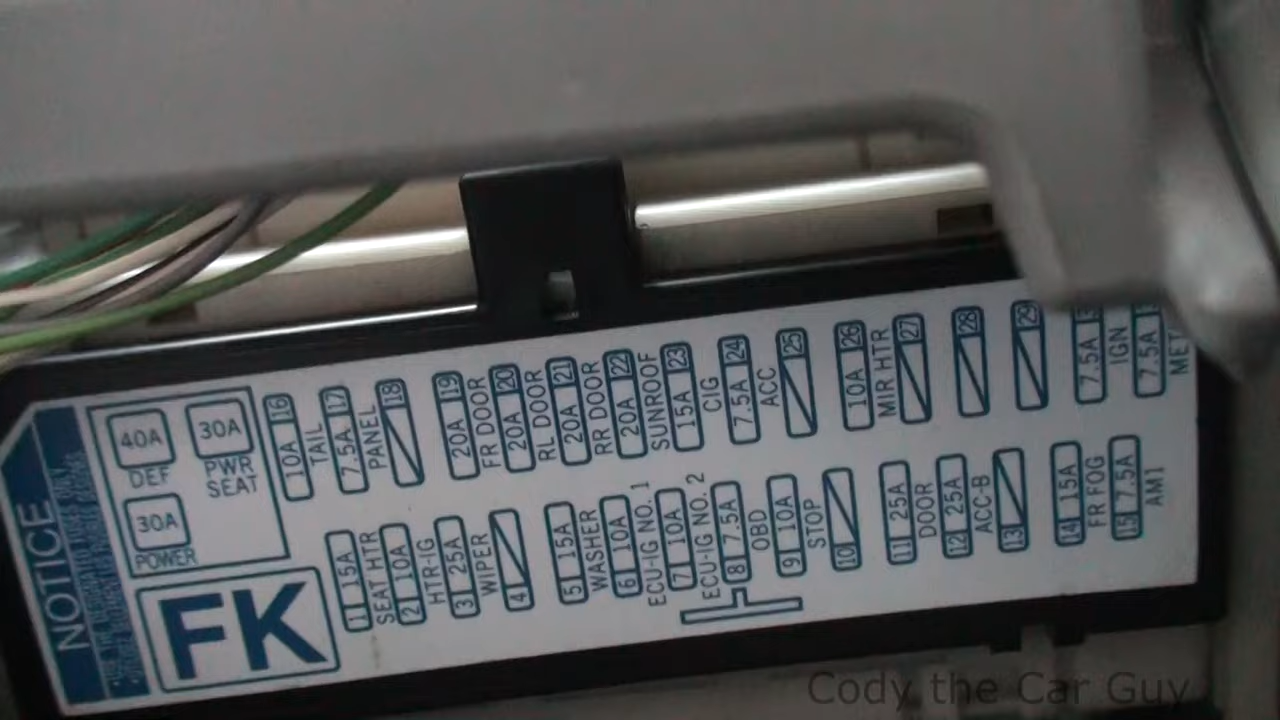 NOTICE
40A
DEF
30A
PWR
SEAT
30A
POWER
FK
10A 16
TAIL
7.5A 17
PANEL
18
20A 19
FR DOOR
20A 20
RL DOOR
20A 21
RR DOOR
20A 22
SUNROOF
15A 23
CIG
7.5A 24
ACC
25
10A 26
MIR HTR
27
28
29
7.5A
IGN
7.5A
MET
1 15A
SEAT HTR
2 10A
HTR-IG
3 25A
WIPER
4
5 15A
WASHER
6 10A
ECU-IG NO. 1
7 10A
ECU-IG NO. 2
8 7.5A
OBD
9 10A
STOP
10
11 25A
DOOR
12 25A
ACC-B
13
14 15A
FR FOG
15 7.5A
AM1
Cody the Car Guy